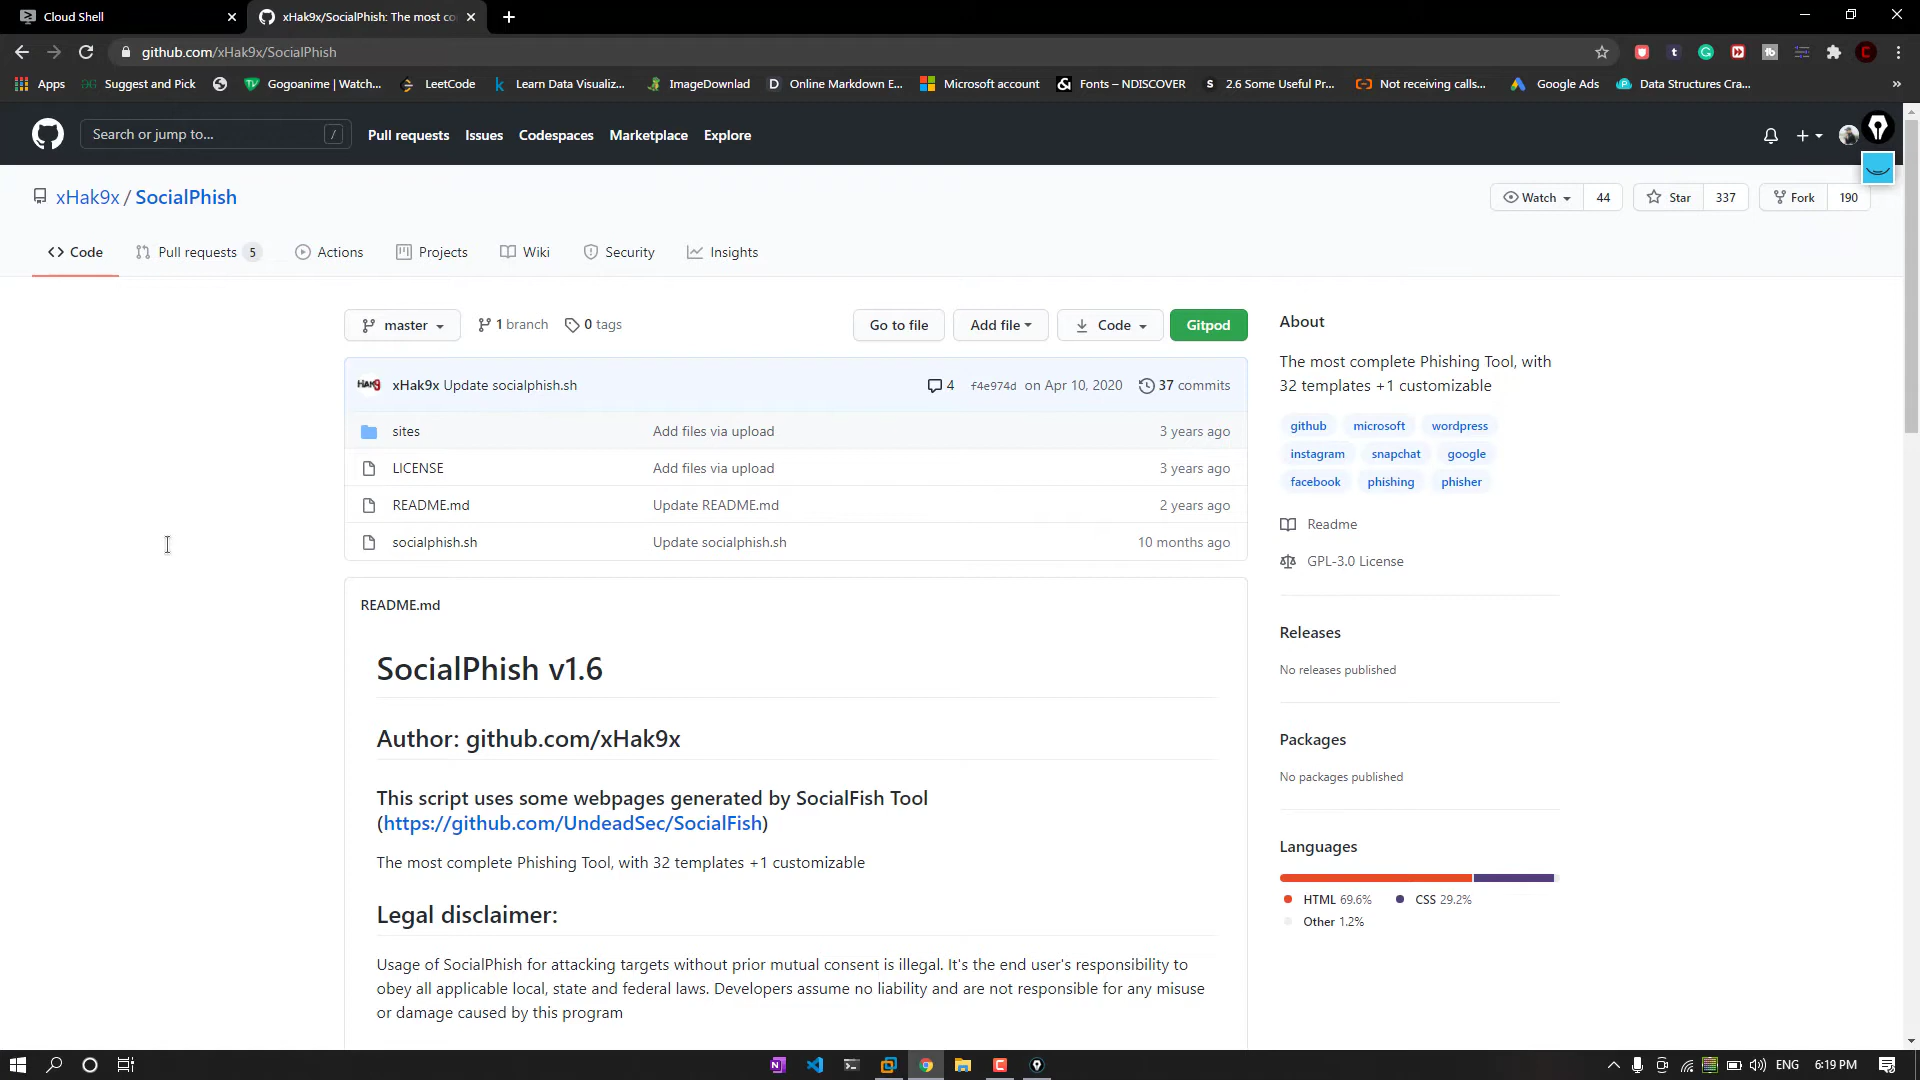 Cloud Shell
xHak9x/SocialPhish: The most co
github.com/xHak9x/SocialPhish
Apps
Suggest and Pick
Gogoanime | Watch...
LeetCode
Learn Data Visualiz...
ImageDownlad
Online Markdown E...
Microsoft account
Fonts – NDISCOVER
2.6 Some Useful Pr...
Not receiving calls...
Google Ads
Data Structures Cra...
Search or jump to...
/
Pull requests
Issues
Codespaces
Marketplace
Explore
xHak9x / SocialPhish
Watch 44
Star 337
Fork 190
Code
Pull requests 5
Actions
Projects
Wiki
Security
Insights
master
1 branch
0 tags
Go to file
Add file
Code
Gitpod
xHak9x Update socialphish.sh
4
f4e974d on Apr 10, 2020
37 commits
sites Add files via upload 3 years ago
LICENSE Add files via upload 3 years ago
README.md Update README.md 2 years ago
socialphish.sh Update socialphish.sh 10 months ago
README.md
SocialPhish v1.6
Author: github.com/xHak9x
This script uses some webpages generated by SocialFish Tool
(https://github.com/UndeadSec/SocialFish)
The most complete Phishing Tool, with 32 templates +1 customizable
Legal disclaimer:
Usage of SocialPhish for attacking targets without prior mutual consent is illegal. It's the end user's responsibility to
obey all applicable local, state and federal laws. Developers assume no liability and are not responsible for any misuse
or damage caused by this program
About
The most complete Phishing Tool, with
32 templates +1 customizable
github microsoft wordpress
instagram snapchat google
facebook phishing phisher
Readme
GPL-3.0 License
Releases
No releases published
Packages
No packages published
Languages
HTML 69.6% CSS 29.2%
Other 1.2%
ENG
6:19 PM